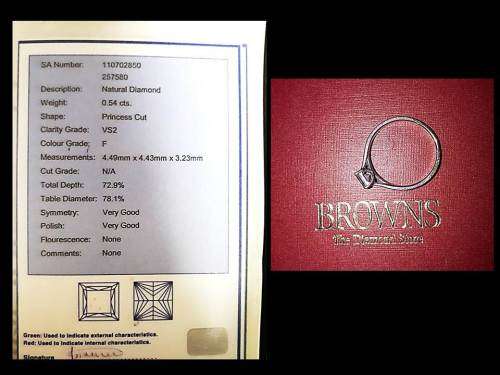 SA Number: 110702850
257580
Description: Natural Diamond
Weight: 0.54 cts.
Shape: Princess Cut
Clarity Grade: VS2
Colour Grade: F
Measurements: 4.49mm x 4.43mm x 3.23mm
Cut Grade: N/A
Total Depth: 72.9%
Table Diameter: 78.1%
Symmetry: Very Good
Polish: Very Good
Flourescence: None
Comments: None
Green: Used to indicate external characteristics.
Red: Used to indicate internal characteristics.
Signature
BROWNS
The Diamond Store